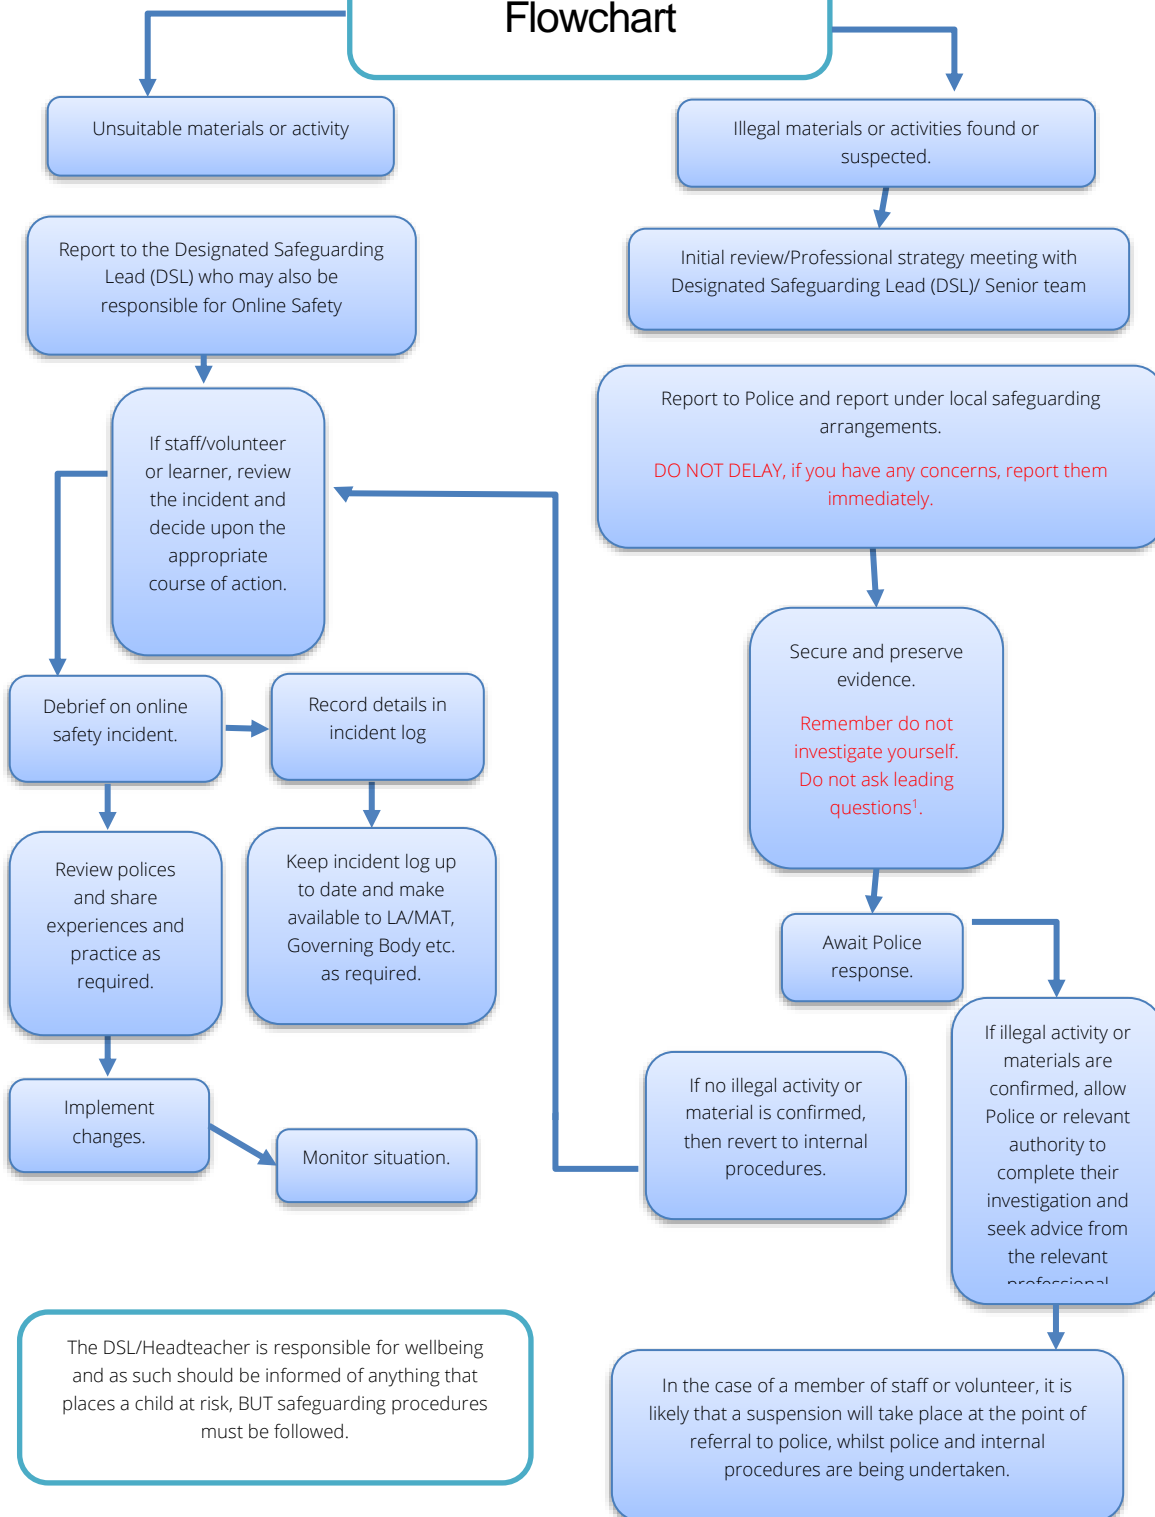 Flowchart
Unsuitable materials or activity
Illegal materials or activities found or
suspected.
Report to the Designated Safeguarding
Lead (DSL) who may also be
responsible for Online Safety
Initial review/Professional strategy meeting with
Designated Safeguarding Lead (DSL)/ Senior team
If staff/volunteer
or learner, review
the incident and
decide upon the
appropriate
course of action.
Report to Police and report under local safeguarding
arrangements.
DO NOT DELAY, if you have any concerns, report them
immediately.
Debrief on online
safety incident.
Record details in
incident log
Secure and preserve
evidence.
Remember do not
investigate yourself.
Do not ask leading
questions¹.
Review polices
and share
experiences and
practice as
required.
Keep incident log up
to date and make
available to LA/MAT,
Governing Body etc.
as required.
Await Police
response.
Implement
changes.
Monitor situation.
If no illegal activity or
material is confirmed,
then revert to internal
procedures.
If illegal activity or
materials are
confirmed, allow
Police or relevant
authority to
complete their
investigation and
seek advice from
the relevant
professional
The DSL/Headteacher is responsible for wellbeing
and as such should be informed of anything that
places a child at risk, BUT safeguarding procedures
must be followed.
In the case of a member of staff or volunteer, it is
likely that a suspension will take place at the point of
referral to police, whilst police and internal
procedures are being undertaken.